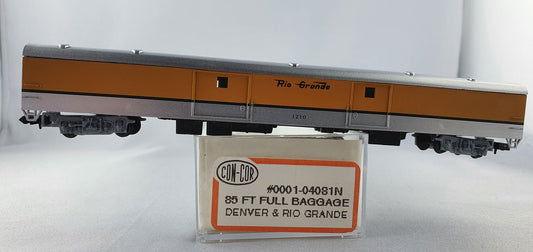 Rio Grande
1210
CON-COR
#0001-04081N
85 FT FULL BAGGAGE
DENVER & RIO GRANDE